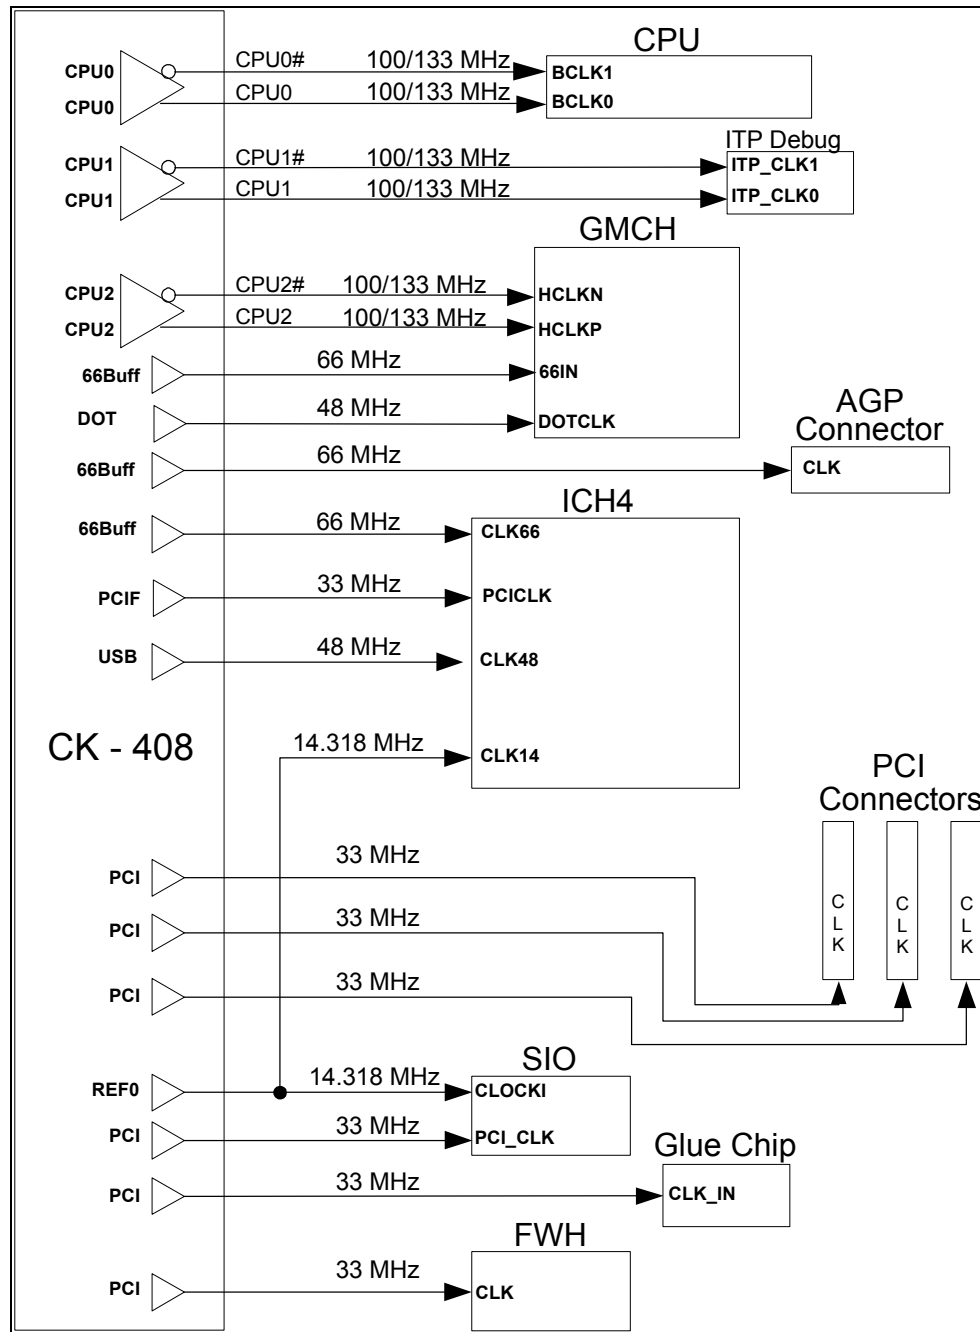 CPU
CPU0 CPU0# 100/133 MHz BCLK1
CPU0 CPU0 100/133 MHz BCLK0
ITP Debug
CPU1 CPU1# 100/133 MHz ITP_CLK1
CPU1 CPU1 100/133 MHz ITP_CLK0
GMCH
CPU2 CPU2# 100/133 MHz HCLKN
CPU2 CPU2 100/133 MHz HCLKP
66Buff 66 MHz 66IN
DOT 48 MHz DOTCLK
AGP
Connector
66Buff 66 MHz CLK
ICH4
66Buff 66 MHz CLK66
PCIF 33 MHz PCICLK
USB 48 MHz CLK48
CK - 408
14.318 MHz CLK14
PCI
Connectors
PCI 33 MHz
PCI 33 MHz
PCI 33 MHz
CLK
CLK
CLK
SIO
REF0 14.318 MHz CLOCKI
PCI 33 MHz PCI_CLK
Glue Chip
PCI 33 MHz CLK_IN
FWH
PCI 33 MHz CLK